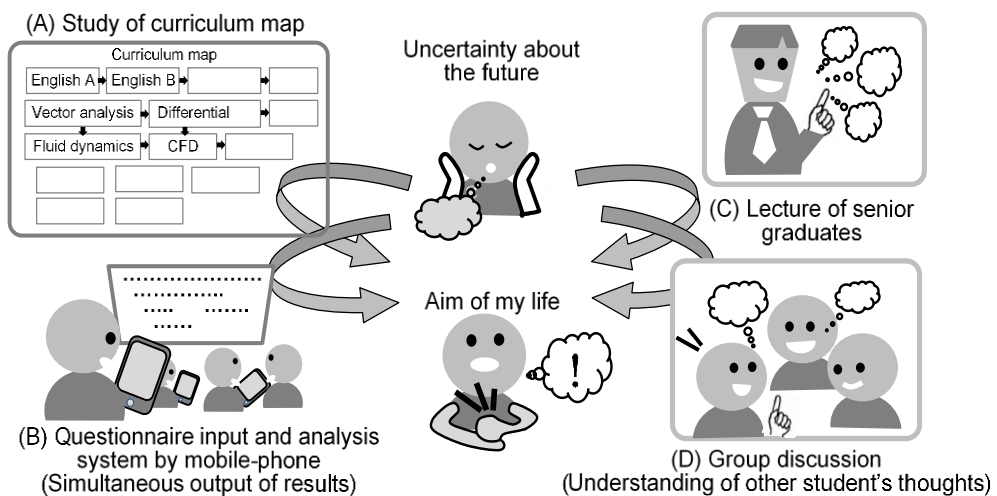 (A) Study of curriculum map
Curriculum map
English A
English B
Vector analysis
Differential
Fluid dynamics
CFD
Uncertainty about
the future
(C) Lecture of senior
graduates
Aim of my life
!
(B) Questionnaire input and analysis
system by mobile-phone
(Simultaneous output of results)
(D) Group discussion
(Understanding of other student's thoughts)